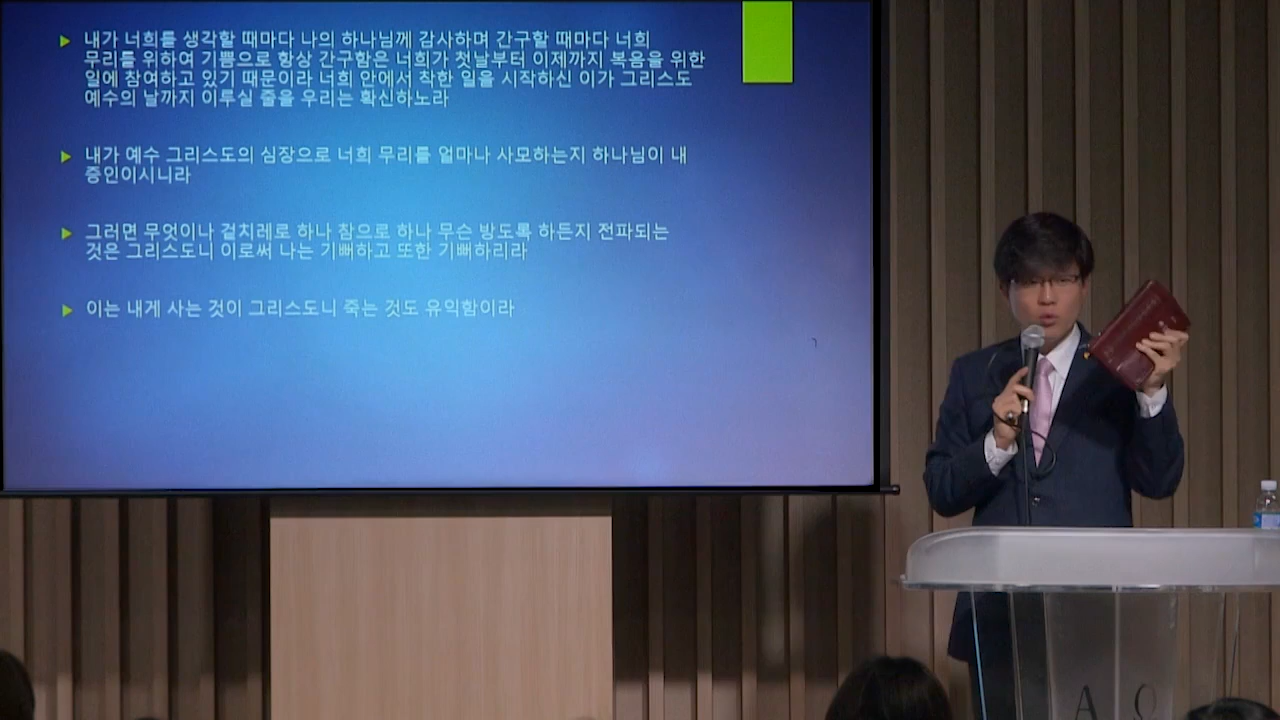 내가 너희를 생각할 때마다 나의 하나님께 감사하며 간구할 때마다 너희
무리를 위하여 기쁨으로 항상 간구함은 너희가 첫날부터 이제까지 복음을 위한
일에 참여하고 있기 때문이라 너희 안에서 착한 일을 시작하신 이가 그리스도
예수의 날까지 이루실 줄을 우리는 확신하노라
내가 예수 그리스도의 심장으로 너희 무리를 얼마나 사모하는지 하나님이 내
증인이시니라
그러면 무엇이냐 겉치레로 하나 참으로 하나 무슨 방도로 하든지 전파되는
것은 그리스도니 이로써 나는 기뻐하고 또한 기뻐하리라
이는 내게 사는 것이 그리스도니 죽는 것도 유익함이라
A O